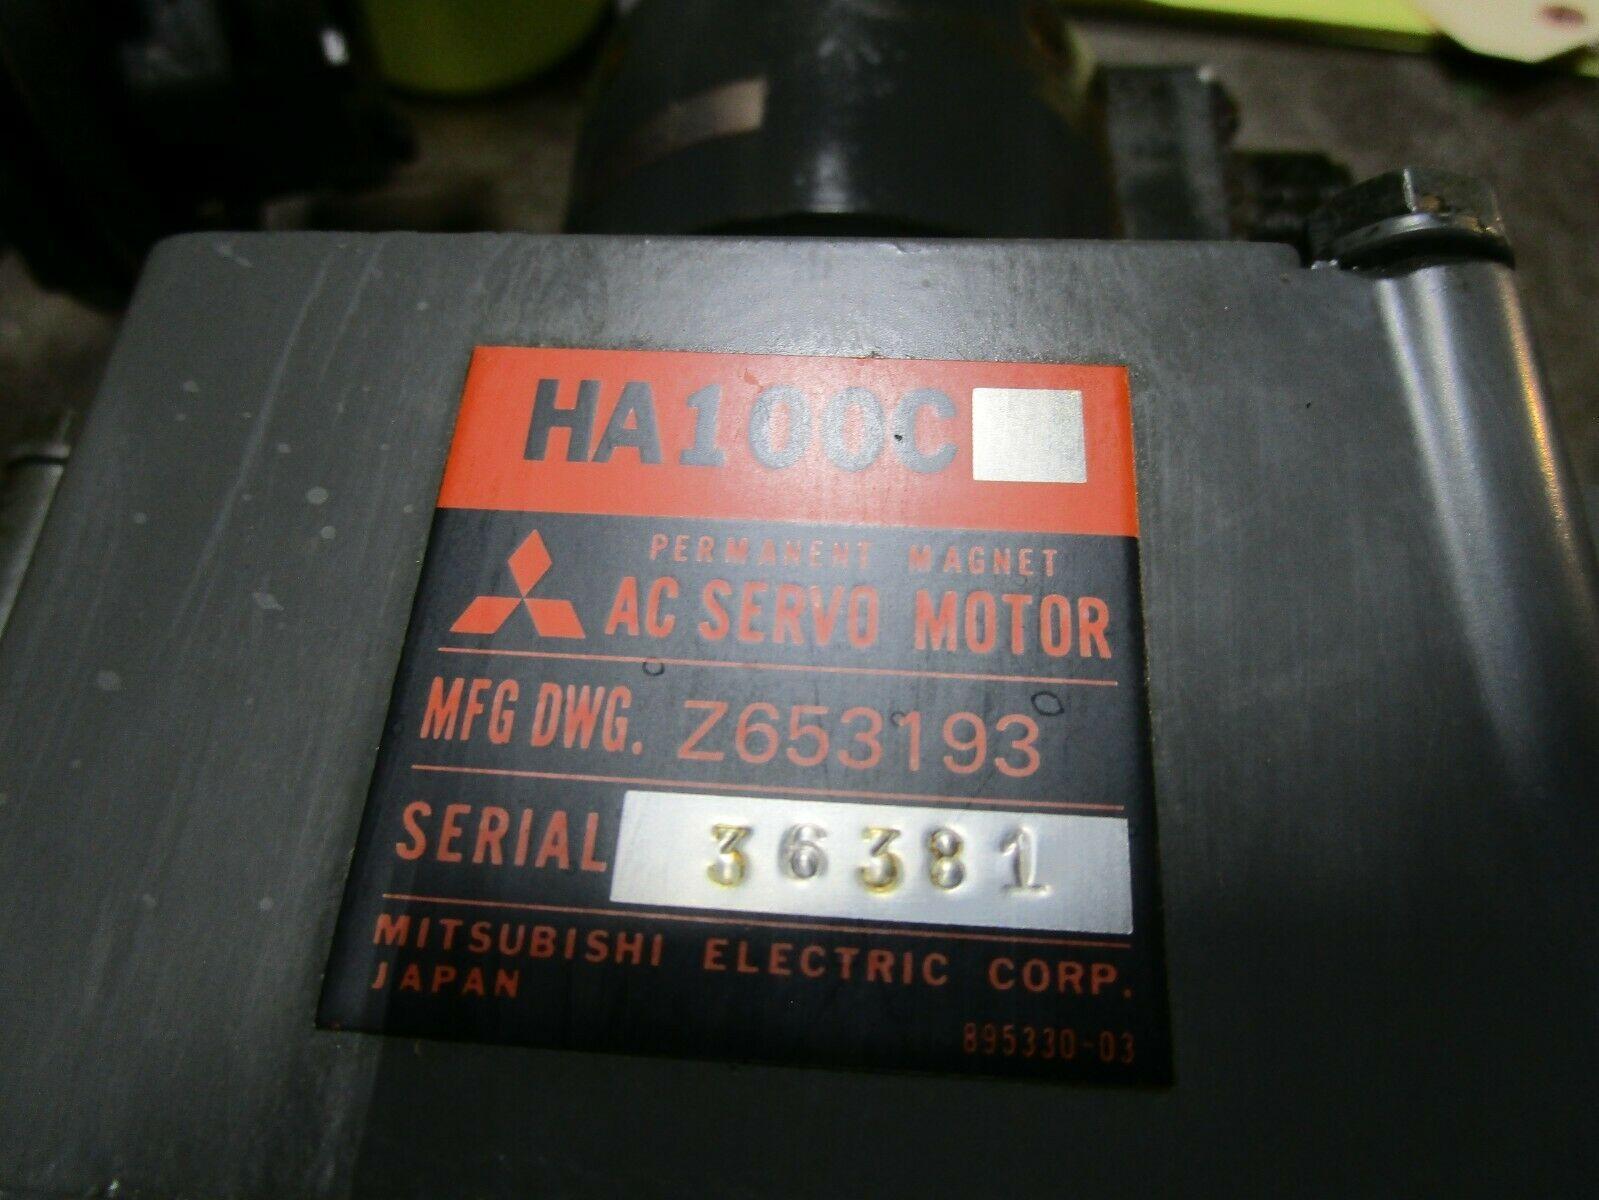 HA100C
PERMANENT MAGNET
AC SERVO MOTOR
MFG DWG. Z653193
SERIAL 36381
MITSUBISHI ELECTRIC CORP.
JAPAN
895330-03